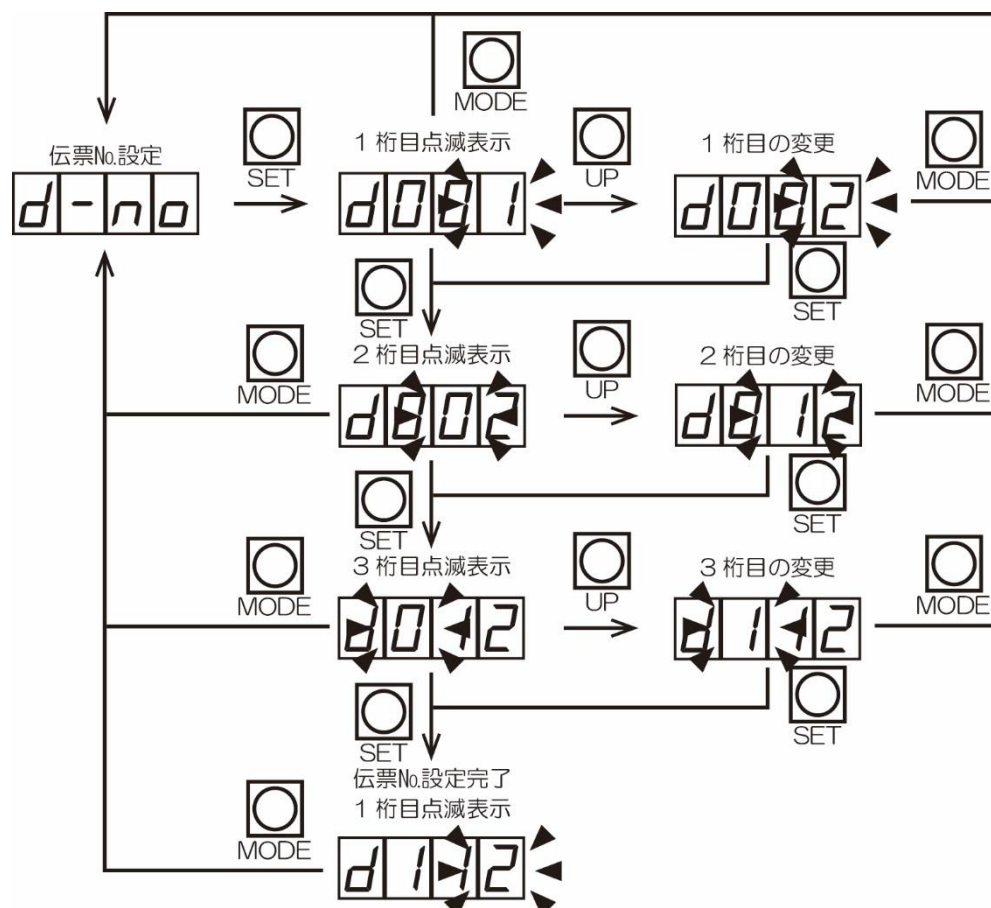 MODE
伝票No.設定
SET
1桁目点滅表示
UP
1桁目の変更
MODE
d-no
d001
d002
SET
SET
MODE
2桁目点滅表示
UP
2桁目の変更
MODE
d002
d012
SET
SET
MODE
3桁目点滅表示
UP
3桁目の変更
MODE
d012
d112
SET
SET
伝票No.設定完了
MODE
1桁目点滅表示
d112